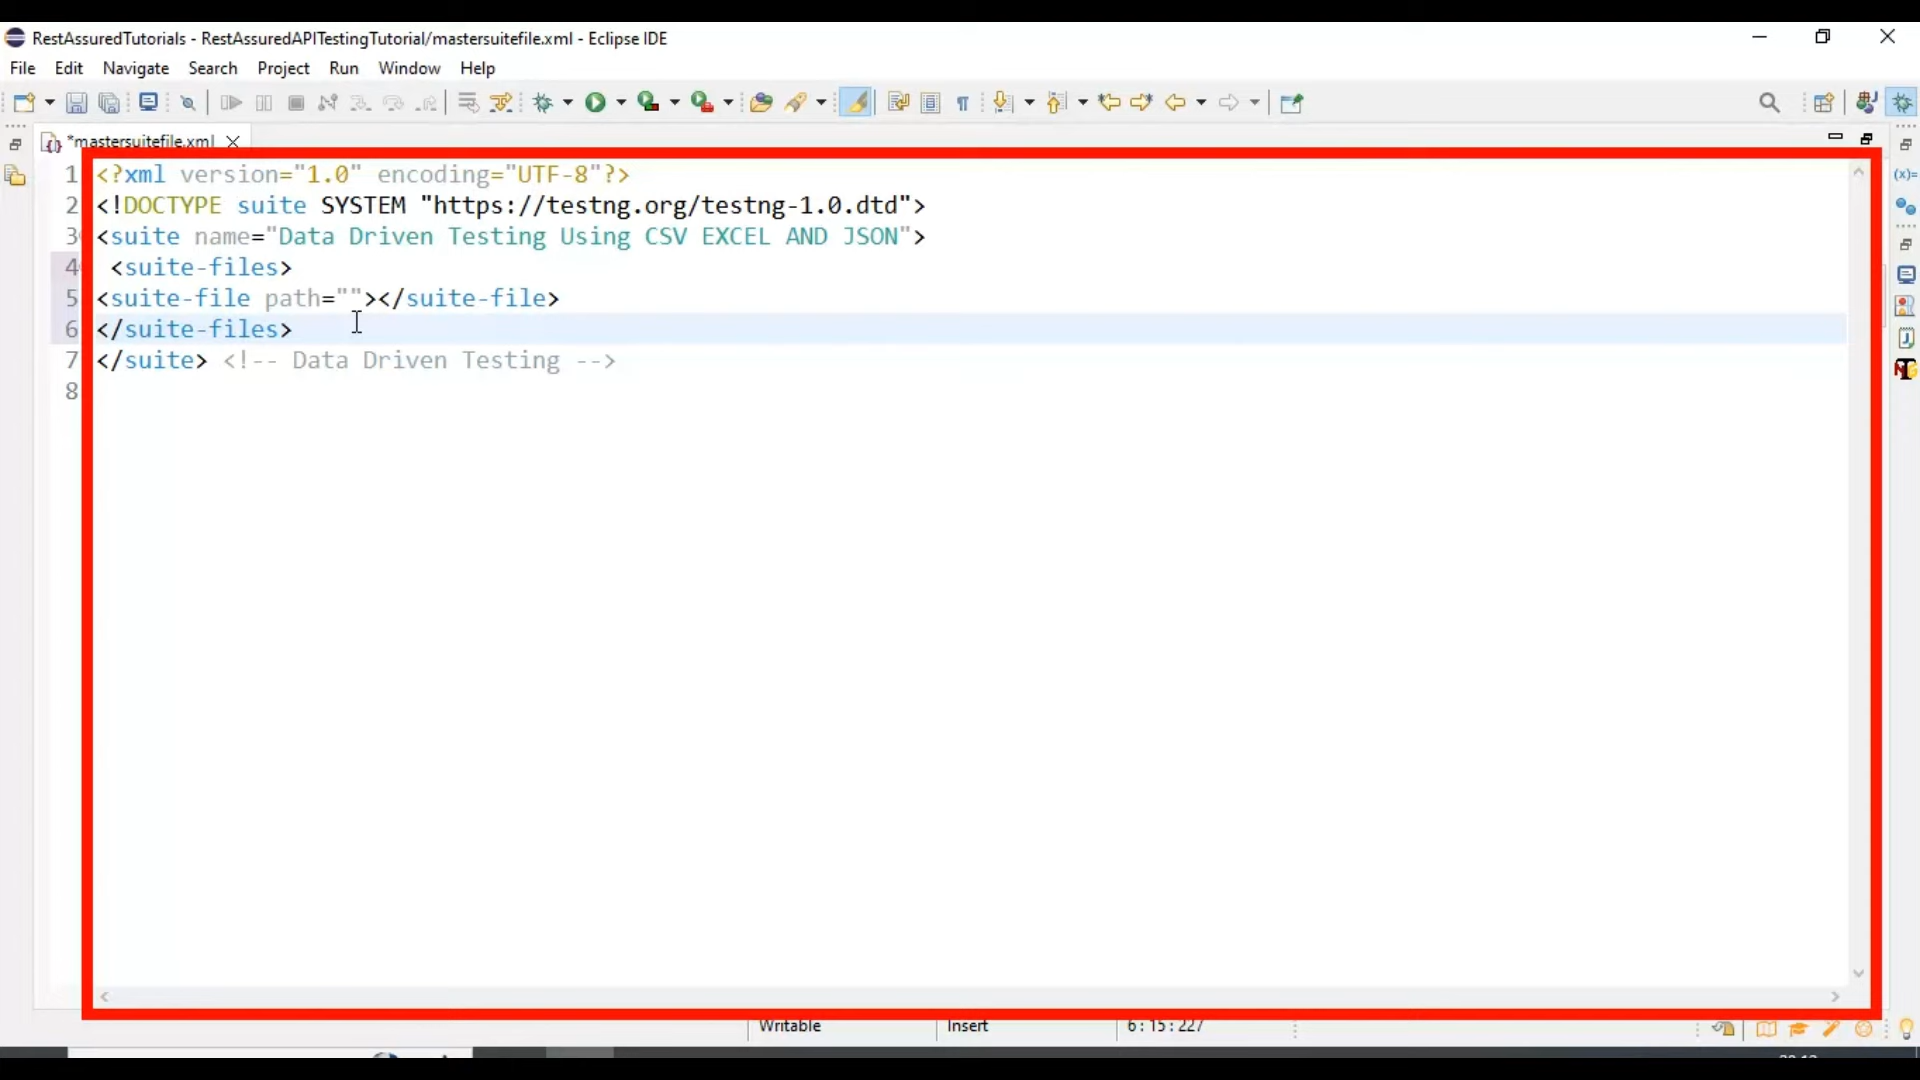 RestAssuredTutorials - RestAssuredAPITestingTutorial/mastersuitefile.xml - Eclipse IDE
File Edit Navigate Search Project Run Window Help
*mastersuitefile.xml
1 <?xml version="1.0" encoding="UTF-8"?>
2 <!DOCTYPE suite SYSTEM "https://testng.org/testng-1.0.dtd">
3 <suite name="Data Driven Testing Using CSV EXCEL AND JSON">
4 <suite-files>
5 <suite-file path=""></suite-file>
6 </suite-files>
7 </suite> <!-- Data Driven Testing -->
8
Writable Insert 6:15:227